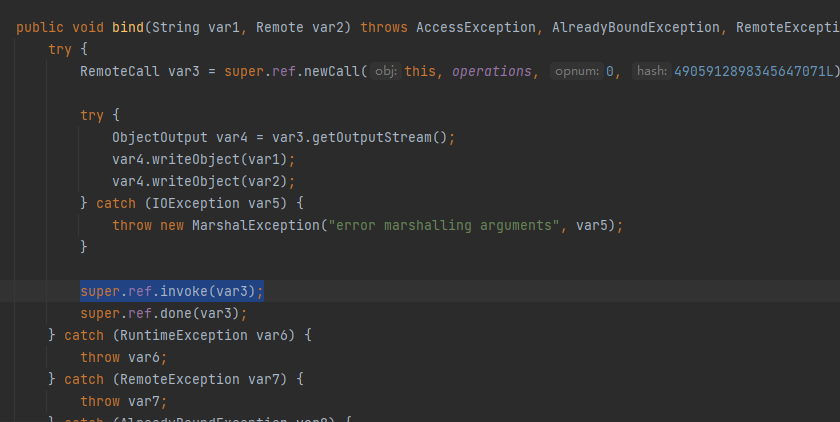 public void bind(String var1, Remote var2) throws AccessException, AlreadyBoundException, RemoteExcepti
try {
RemoteCall var3 = super.ref.newCall( obj: this, operations, opnum: 0, hash: 4905912898345647071L)
try {
ObjectOutput var4 = var3.getOutputStream();
var4.writeObject(var1);
var4.writeObject(var2);
} catch (IOException var5) {
throw new MarshalException("error marshalling arguments", var5);
}
super.ref.invoke(var3);
super.ref.done(var3);
} catch (RuntimeException var6) {
throw var6;
} catch (RemoteException var7) {
throw var7;
} catch (AlreadyBoundException var8) {